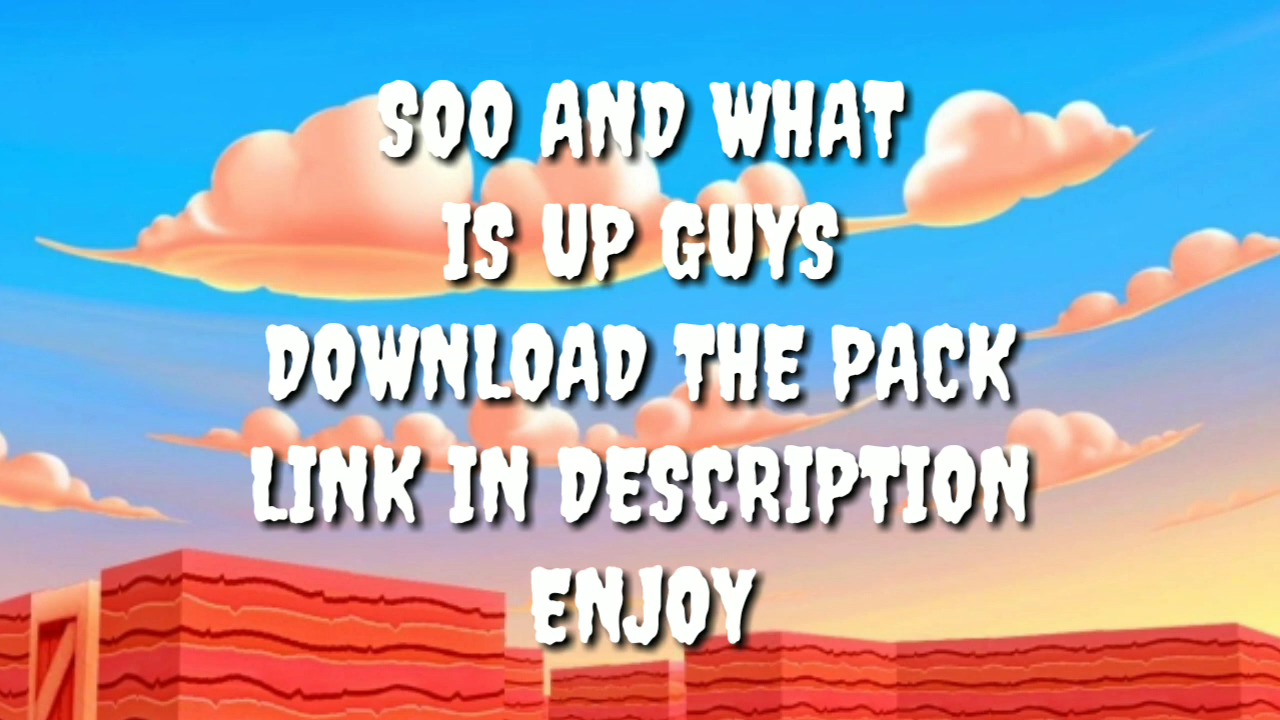 SOO AND WHAT
IS UP GUYS
DOWNLOAD THE PACK
LINK IN DESCRIPTION
ENJOY